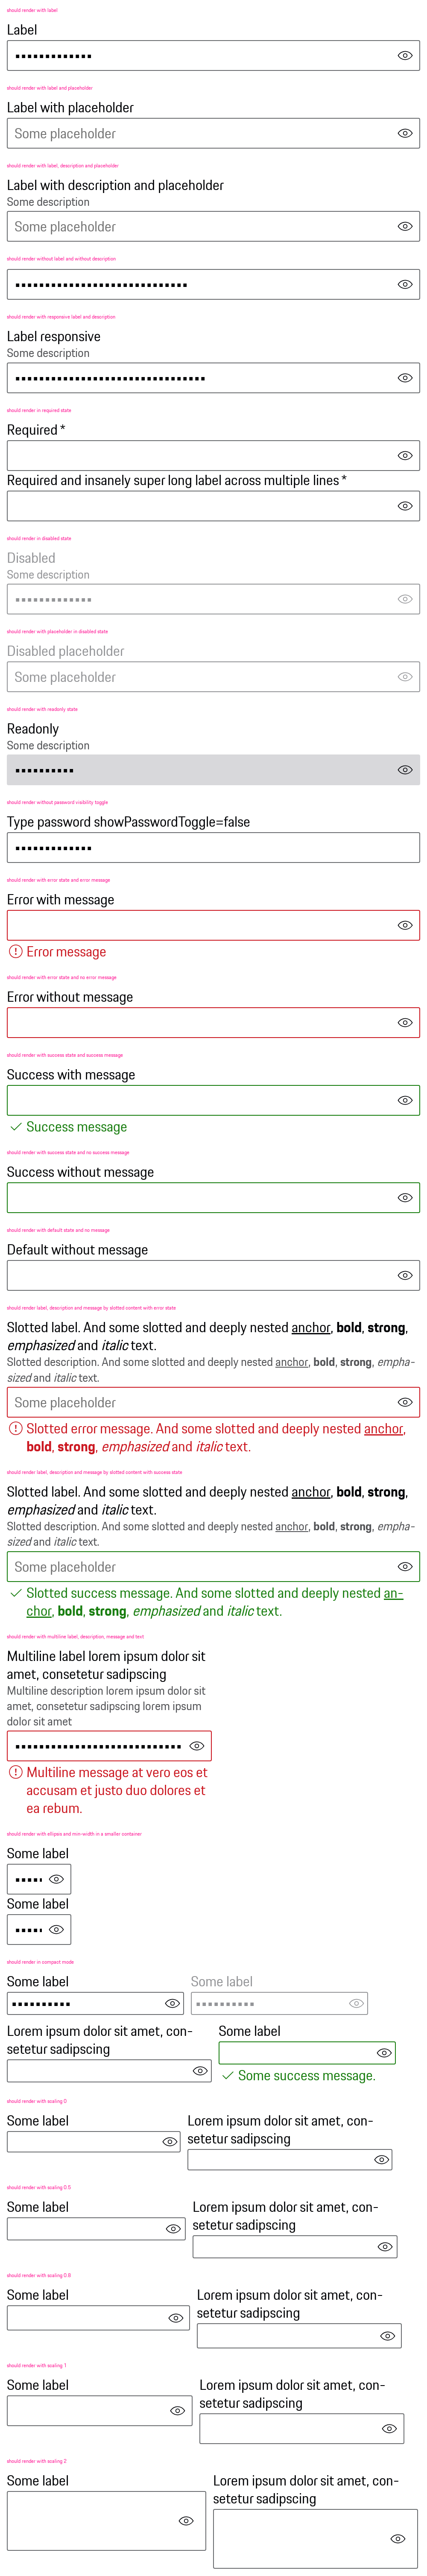 should render with label
Label
should render with label and placeholder
Label with placeholder
Some placeholder
should render with label, description and placeholder
Label with description and placeholder
Some description
Some placeholder
should render without label and without description
should render with responsive label and description
Label responsive
Some description
should render in required state
Required *
Required and insanely super long label across multiple lines *
should render in disabled state
Disabled
Some description
should render with placeholder in disabled state
Disabled placeholder
Some placeholder
should render with readonly state
Readonly
Some description
should render without password visibility toggle
Type password showPasswordToggle=false
should render with error state and error message
Error with message
Error message
should render with error state and no error message
Error without message
should render with success state and success message
Success with message
Success message
should render with success state and no success message
Success without message
should render with default state and no message
Default without message
should render label, description and message by slotted content with error state
Slotted label. And some slotted and deeply nested anchor, bold, strong,
emphasized and italic text.
Slotted description. And some slotted and deeply nested anchor, bold, strong, empha-
sized and italic text.
Some placeholder
Slotted error message. And some slotted and deeply nested anchor,
bold, strong, emphasized and italic text.
should render label, description and message by slotted content with success state
Slotted label. And some slotted and deeply nested anchor, bold, strong,
emphasized and italic text.
Slotted description. And some slotted and deeply nested anchor, bold, strong, empha-
sized and italic text.
Some placeholder
Slotted success message. And some slotted and deeply nested an-
chor, bold, strong, emphasized and italic text.
should render with multiline label, description, message and text
Multiline label lorem ipsum dolor sit
amet, consetetur sadipscing
Multiline description lorem ipsum dolor sit
amet, consetetur sadipscing lorem ipsum
dolor sit amet
Multiline message at vero eos et
accusam et justo duo dolores et
ea rebum.
should render with ellipsis and min-width in a smaller container
Some label
Some label
should render in compact mode
Some label
Some label
Lorem ipsum dolor sit amet, con-
setetur sadipscing
Some label
Some success message.
should render with scaling 0
Some label
Lorem ipsum dolor sit amet, con-
setetur sadipscing
should render with scaling 0.5
Some label
Lorem ipsum dolor sit amet, con-
setetur sadipscing
should render with scaling 0.8
Some label
Lorem ipsum dolor sit amet, con-
setetur sadipscing
should render with scaling 1
Some label
Lorem ipsum dolor sit amet, con-
setetur sadipscing
should render with scaling 2
Some label
Lorem ipsum dolor sit amet, con-
setetur sadipscing